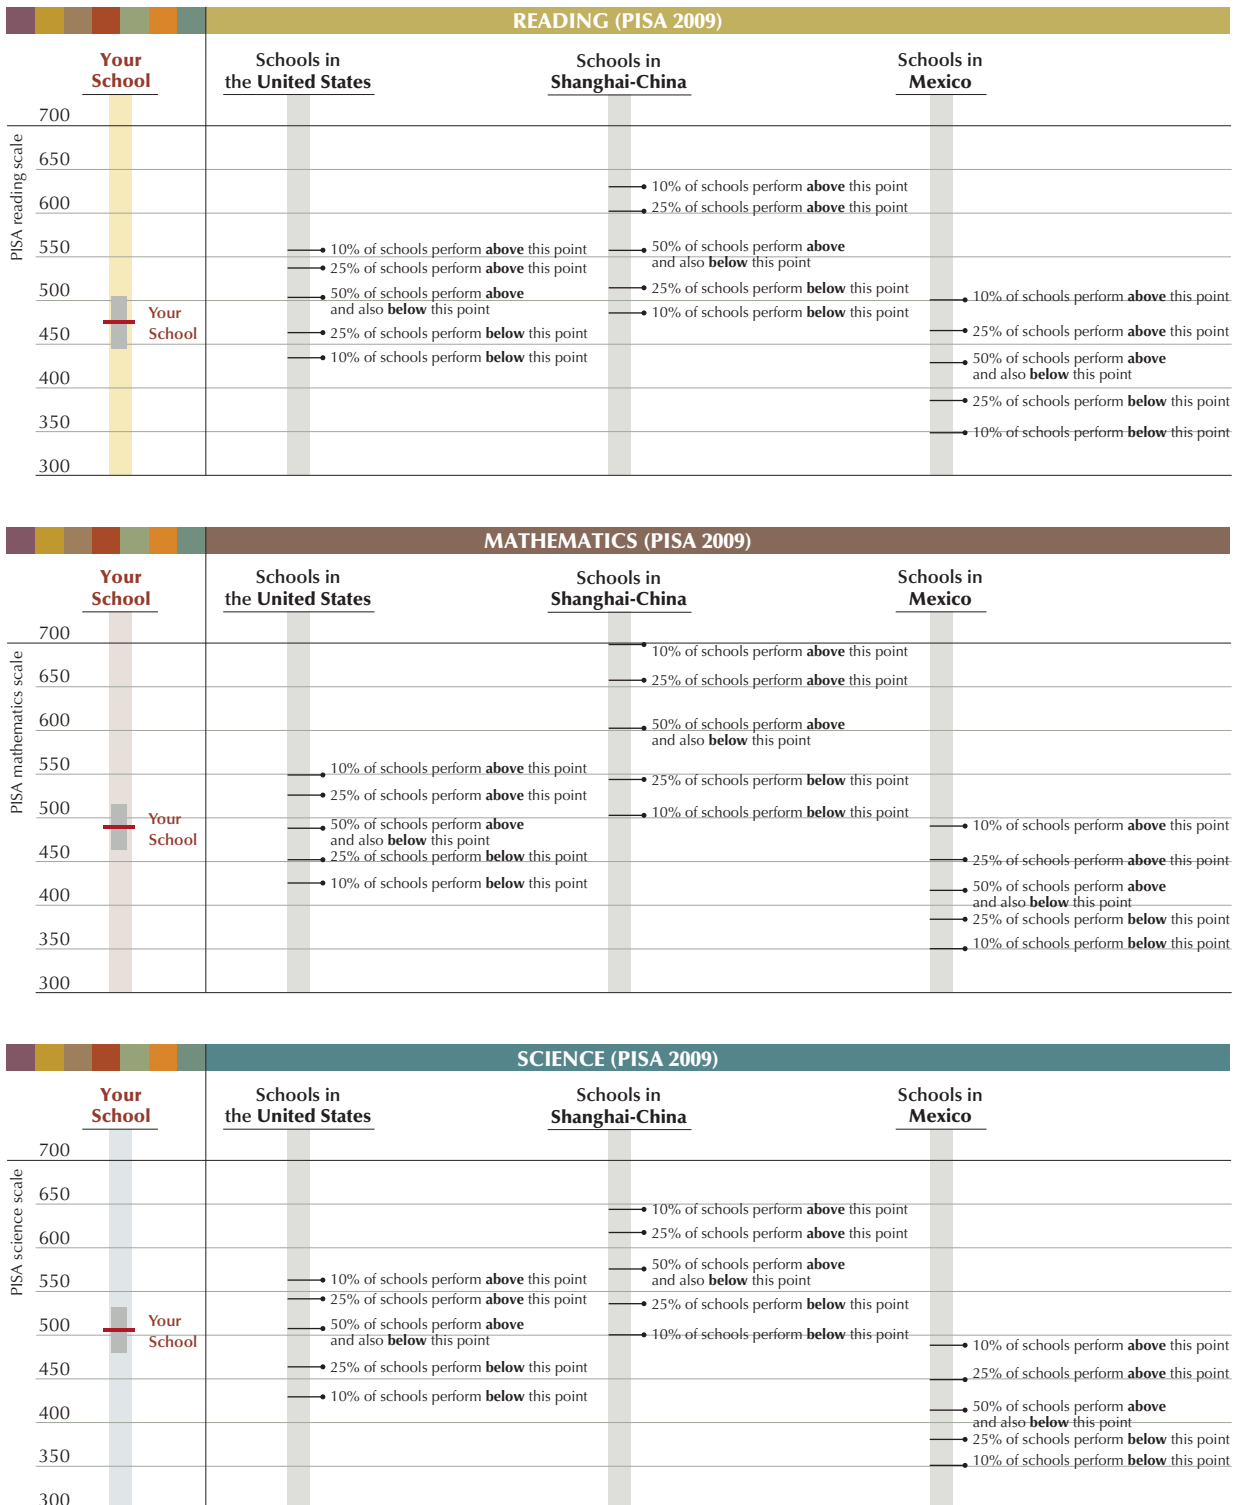 READING (PISA 2009)
Your
School
Schools in
the United States
Schools in
Shanghai-China
Schools in
Mexico
PISA reading scale
700
650
600
550
500
450
400
350
300
Your
School
10% of schools perform above this point
25% of schools perform above this point
50% of schools perform above
and also below this point
25% of schools perform below this point
10% of schools perform below this point
10% of schools perform above this point
25% of schools perform above this point
50% of schools perform above
and also below this point
25% of schools perform below this point
10% of schools perform below this point
10% of schools perform above this point
25% of schools perform above this point
50% of schools perform above
and also below this point
25% of schools perform below this point
10% of schools perform below this point
MATHEMATICS (PISA 2009)
Your
School
Schools in
the United States
Schools in
Shanghai-China
Schools in
Mexico
PISA mathematics scale
700
650
600
550
500
450
400
350
300
Your
School
10% of schools perform above this point
25% of schools perform above this point
50% of schools perform above
and also below this point
25% of schools perform below this point
10% of schools perform below this point
10% of schools perform above this point
25% of schools perform above this point
50% of schools perform above
and also below this point
25% of schools perform below this point
10% of schools perform below this point
10% of schools perform above this point
25% of schools perform above this point
50% of schools perform above
and also below this point
25% of schools perform below this point
10% of schools perform below this point
SCIENCE (PISA 2009)
Your
School
Schools in
the United States
Schools in
Shanghai-China
Schools in
Mexico
PISA science scale
700
650
600
550
500
450
400
350
300
Your
School
10% of schools perform above this point
25% of schools perform above this point
50% of schools perform above
and also below this point
25% of schools perform below this point
10% of schools perform below this point
10% of schools perform above this point
25% of schools perform above this point
50% of schools perform above
and also below this point
25% of schools perform below this point
10% of schools perform below this point
10% of schools perform above this point
25% of schools perform above this point
50% of schools perform above
and also below this point
25% of schools perform below this point
10% of schools perform below this point